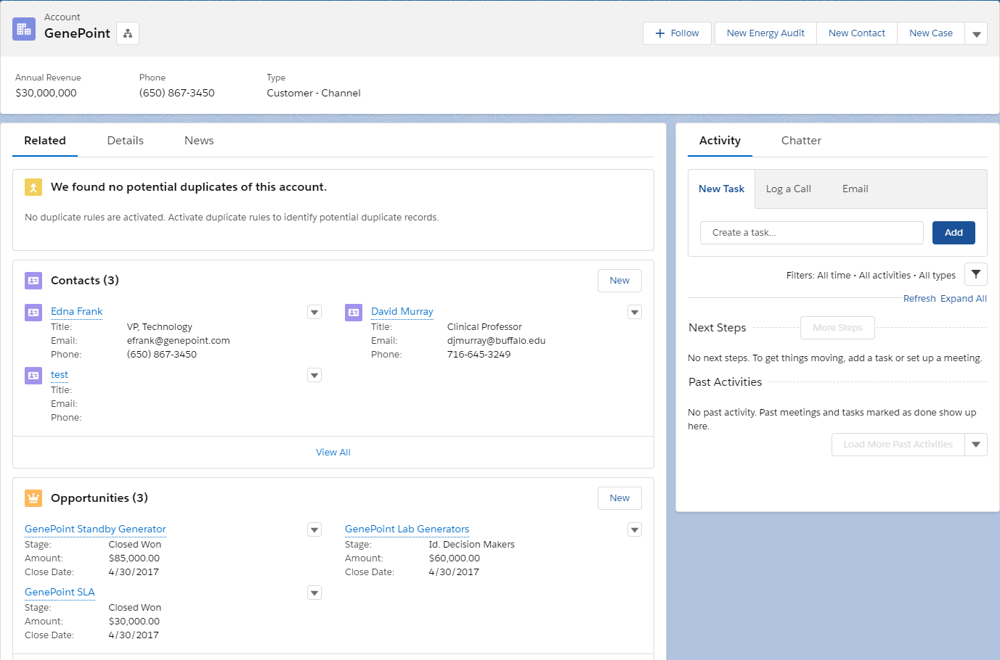 Account
GenePoint
Follow
New Energy Audit
New Contact
New Case
Annual Revenue
$30,000,000
Phone
(650) 867-3450
Type
Customer - Channel
Related
Details
News
We found no potential duplicates of this account.
No duplicate rules are activated. Activate duplicate rules to identify potential duplicate records.
Contacts (3)
New
Edna Frank
Title: VP, Technology
Email: efrank@genepoint.com
Phone: (650) 867-3450
David Murray
Title: Clinical Professor
Email: djmurray@buffalo.edu
Phone: 716-645-3249
test
Title:
Email:
Phone:
View All
Opportunities (3)
New
GenePoint Standby Generator
Stage: Closed Won
Amount: $85,000.00
Close Date: 4/30/2017
GenePoint Lab Generators
Stage: Id. Decision Makers
Amount: $60,000.00
Close Date: 4/30/2017
GenePoint SLA
Stage: Closed Won
Amount: $30,000.00
Close Date: 4/30/2017
Activity
Chatter
New Task
Log a Call
Email
Create a task...
Add
Filters: All time • All activities • All types
Refresh Expand All
Next Steps
More Steps
No next steps. To get things moving, add a task or set up a meeting.
Past Activities
No past activity. Past meetings and tasks marked as done show up
here.
Load More Past Activities